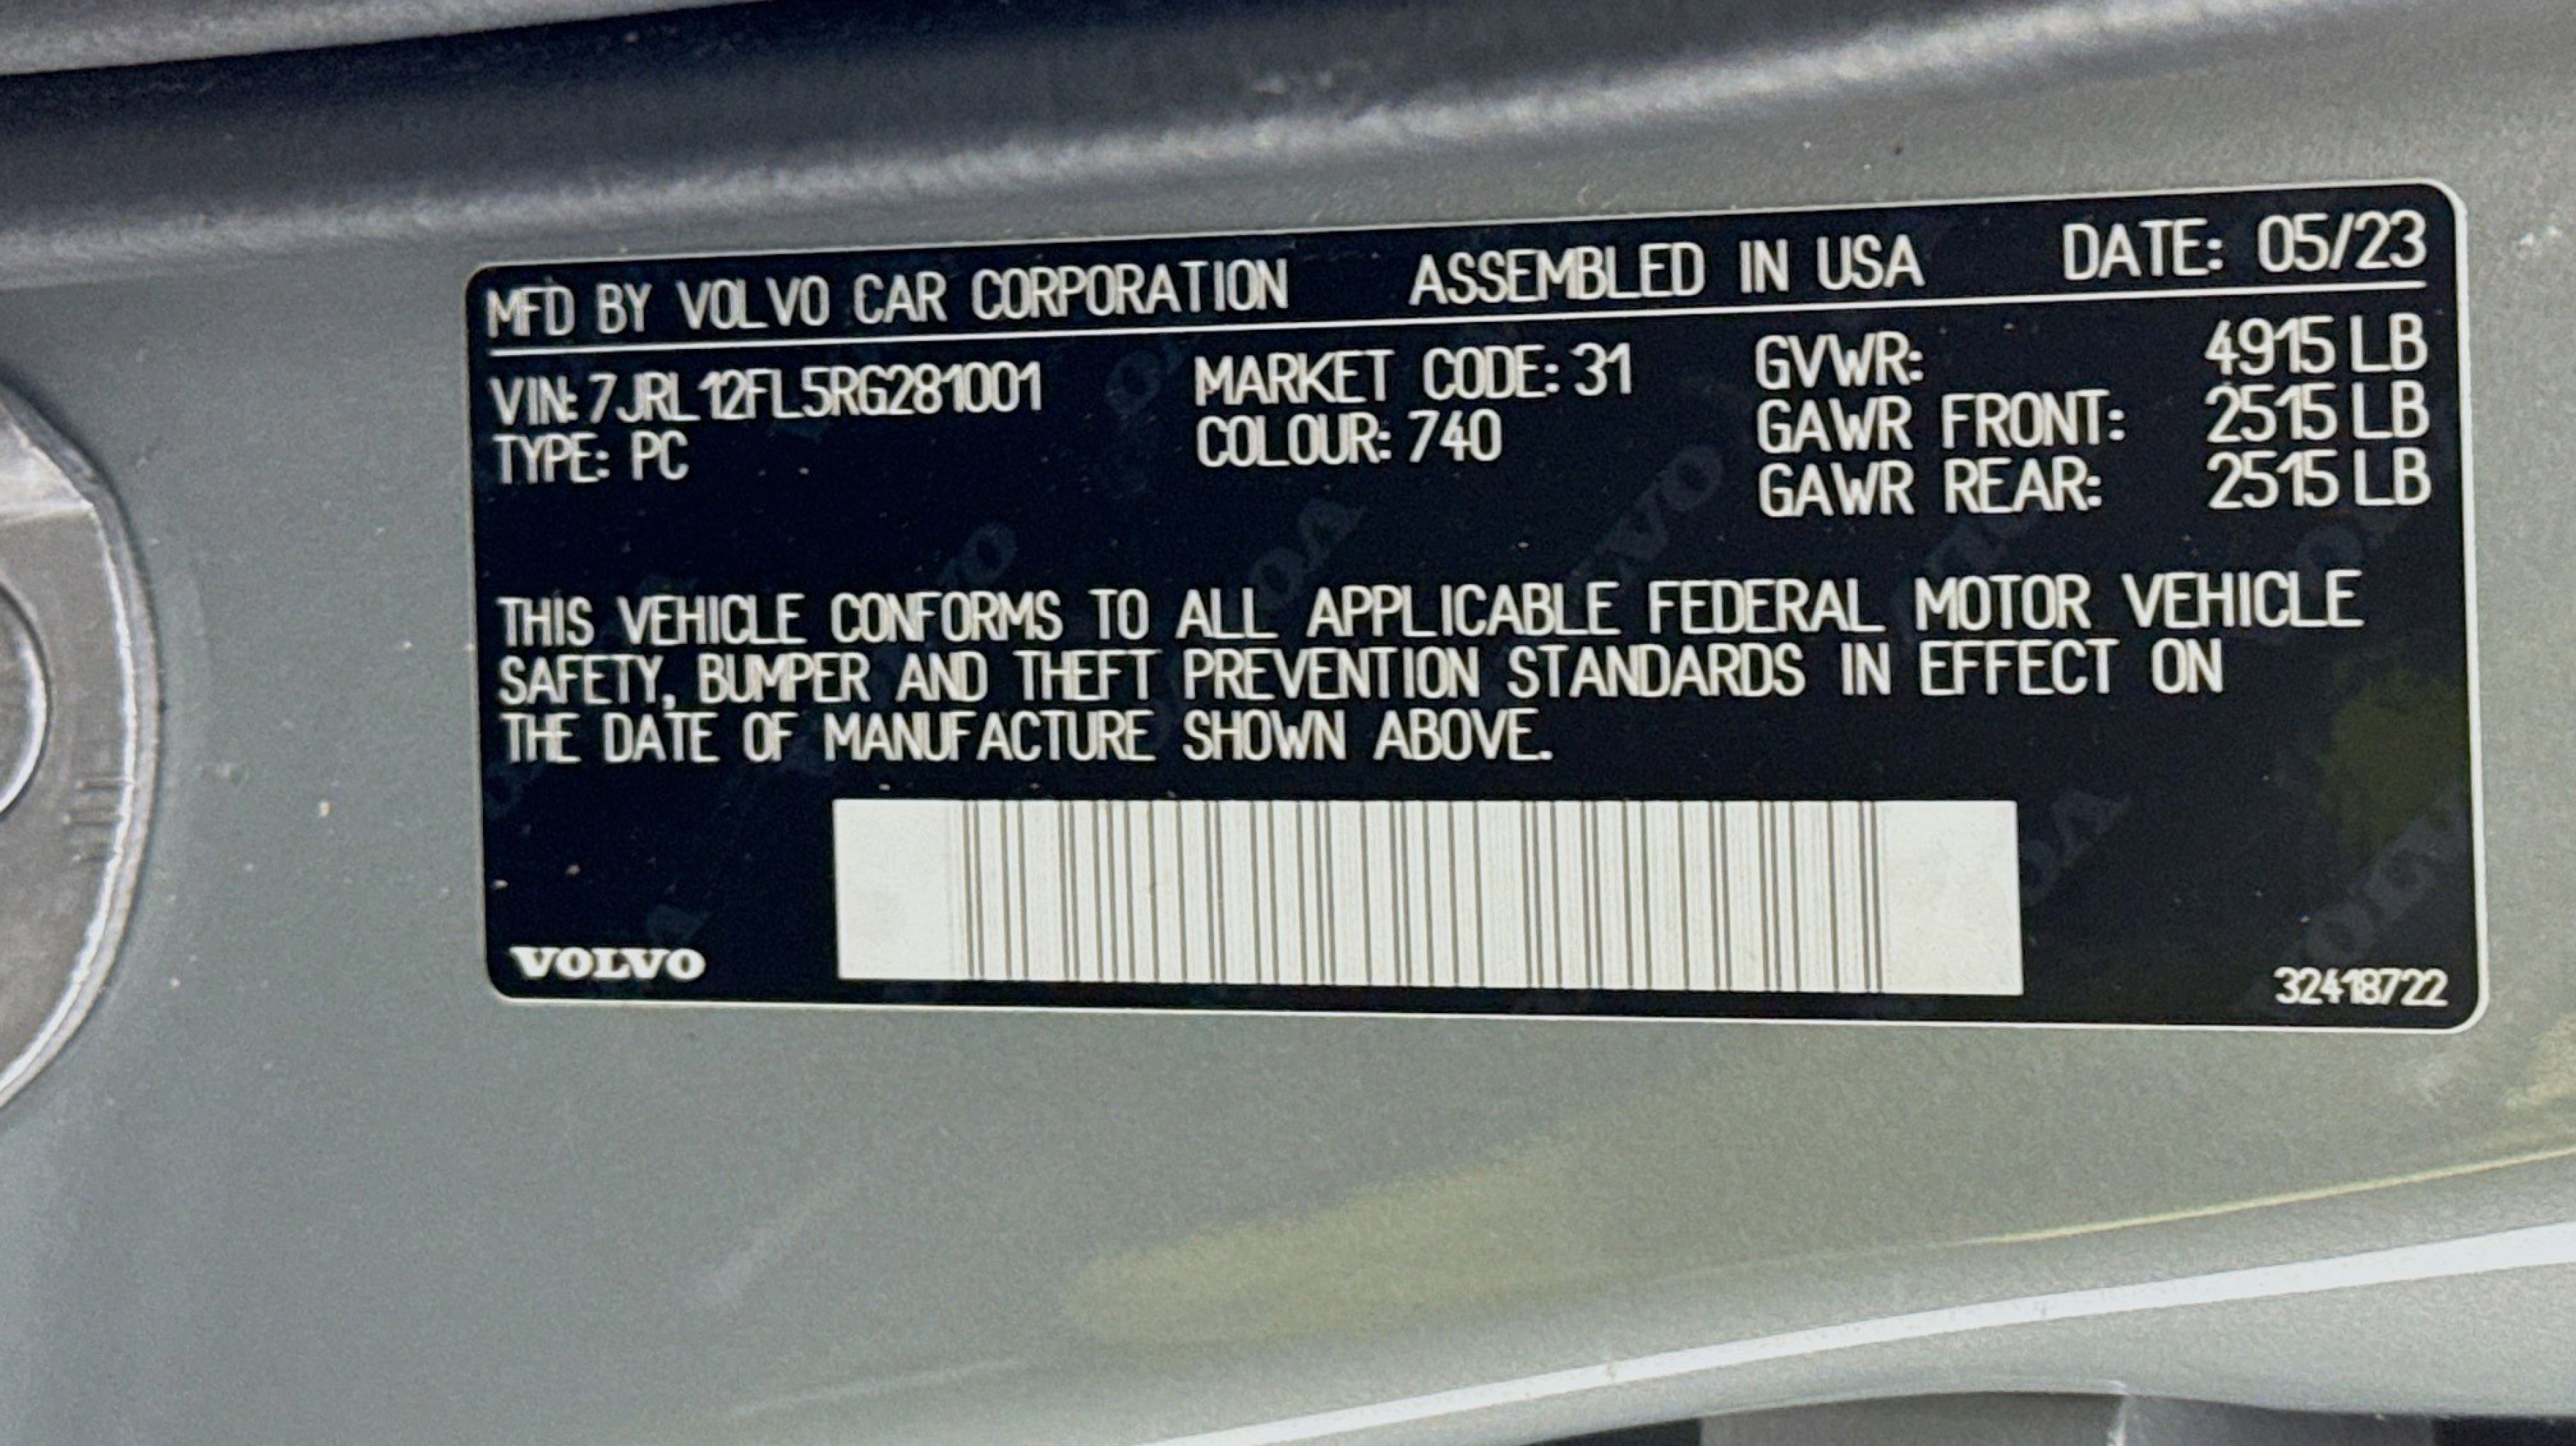 MFD BY VOLVO CAR CORPORATION ASSEMBLED IN USA DATE: 05/23
VIN: 7JRL12FL5RG281001 MARKET CODE: 31 GVWR: 4915 LB
TYPE: PC COLOUR: 740 GAWR FRONT: 2515 LB
GAWR REAR: 2515 LB
THIS VEHICLE CONFORMS TO ALL APPLICABLE FEDERAL MOTOR VEHICLE
SAFETY, BUMPER AND THEFT PREVENTION STANDARDS IN EFFECT ON
THE DATE OF MANUFACTURE SHOWN ABOVE.
VOLVO
32418722